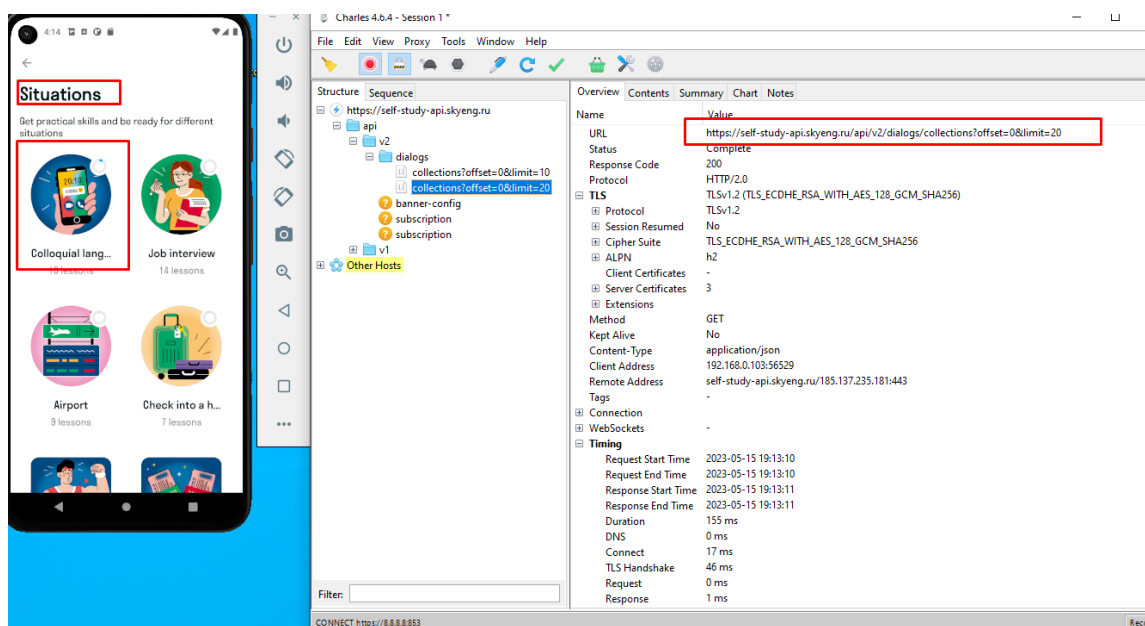 4:14
Situations
Get practical skills and be ready for different
situations
Colloquial lang...
10 lessons
Job interview
14 lessons
Airport
9 lessons
Check into a h...
7 lessons
Charles 4.6.4 - Session 1 *
File Edit View Proxy Tools Window Help
Structure Sequence
https://self-study-api.skyeng.ru
api
v2
dialogs
collections?offset=0&limit=10
collections?offset=0&limit=20
banner-config
subscription
subscription
v1
Other Hosts
Filter:
CONNECT https://8.8.8.8:853
Overview Contents Summary Chart Notes
Name Value
URL https://self-study-api.skyeng.ru/api/v2/dialogs/collections?offset=0&limit=20
Status Complete
Response Code 200
Protocol HTTP/2.0
TLS TLSv1.2 (TLS_ECDHE_RSA_WITH_AES_128_GCM_SHA256)
Protocol TLSv1.2
Session Resumed No
Cipher Suite TLS_ECDHE_RSA_WITH_AES_128_GCM_SHA256
ALPN h2
Client Certificates -
Server Certificates 3
Extensions
Method GET
Kept Alive No
Content-Type application/json
Client Address 192.168.0.103:56529
Remote Address self-study-api.skyeng.ru/185.137.235.181:443
Tags -
Connection
WebSockets -
Timing
Request Start Time 2023-05-15 19:13:10
Request End Time 2023-05-15 19:13:10
Response Start Time 2023-05-15 19:13:11
Response End Time 2023-05-15 19:13:11
Duration 155 ms
DNS 0 ms
Connect 17 ms
TLS Handshake 46 ms
Request 0 ms
Response 1 ms
Rec